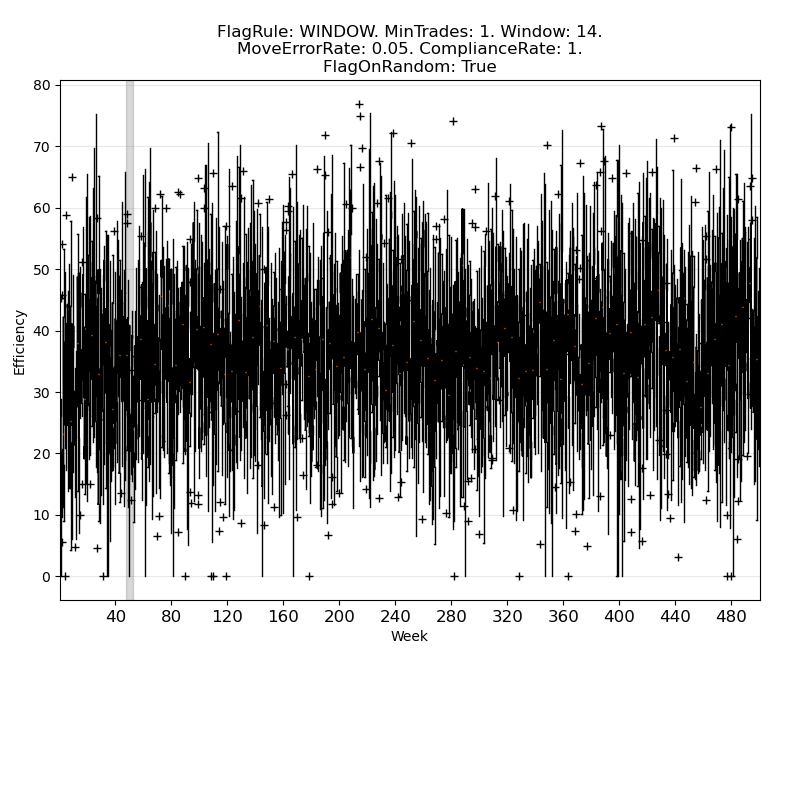 FlagRule: WINDOW. MinTrades: 1. Window: 14.
MoveErrorRate: 0.05. ComplianceRate: 1.
FlagOnRandom: True
80
70
60
50
40
30
20
10
0
Efficiency
40 80 120 160 200 240 280 320 360 400 440 480
Week